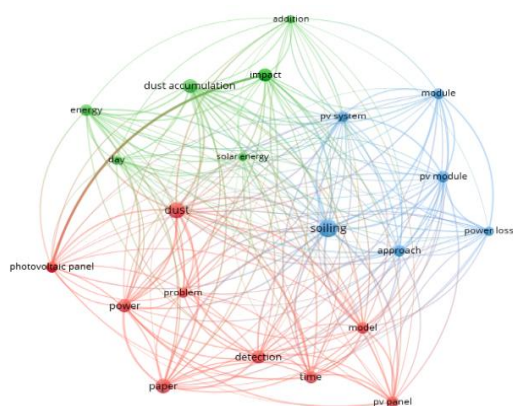 addition
impact
dust accumulation
module
energy
pv system
day
solar energy
pv module
dust
soiling
power loss
approach
photovoltaic panel
problem
power
model
detection
time
paper
pv panel